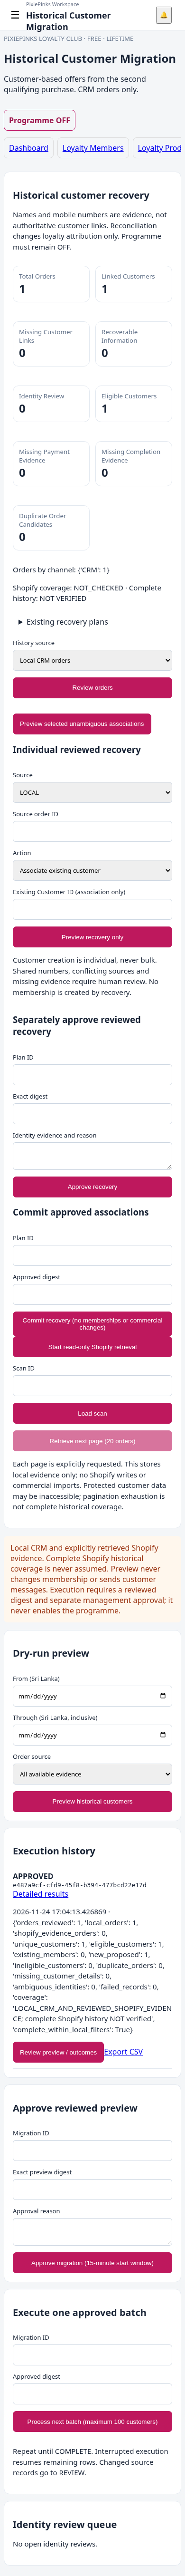 ☰
PixiePinks Workspace
Historical Customer
Migration
🔔
PIXIEPINKS LOYALTY CLUB · FREE · LIFETIME
Historical Customer Migration
Customer-based offers from the second
qualifying purchase. CRM orders only.
Programme OFF
Dashboard
Loyalty Members
Loyalty Prod
Historical customer recovery
Names and mobile numbers are evidence, not
authoritative customer links. Reconciliation
changes loyalty attribution only. Programme
must remain OFF.
Total Orders
1
Linked Customers
1
Missing Customer
Links
0
Recoverable
Information
0
Identity Review
0
Eligible Customers
1
Missing Payment
Evidence
0
Missing Completion
Evidence
0
Duplicate Order
Candidates
0
Orders by channel: {'CRM': 1}
Shopify coverage: NOT_CHECKED · Complete
history: NOT VERIFIED
▶ Existing recovery plans
History source
Local CRM orders
Review orders
Preview selected unambiguous associations
Individual reviewed recovery
Source
LOCAL
Source order ID
Action
Associate existing customer
Existing Customer ID (association only)
Preview recovery only
Customer creation is individual, never bulk.
Shared numbers, conflicting sources and
missing evidence require human review. No
membership is created by recovery.
Separately approve reviewed
recovery
Plan ID
Exact digest
Identity evidence and reason
Approve recovery
Commit approved associations
Plan ID
Approved digest
Commit recovery (no memberships or commercial
changes)
Start read-only Shopify retrieval
Scan ID
Load scan
Retrieve next page (20 orders)
Each page is explicitly requested. This stores
local evidence only; no Shopify writes or
commercial imports. Protected customer data
may be inaccessible; pagination exhaustion is
not complete historical coverage.
Local CRM and explicitly retrieved Shopify
evidence. Complete Shopify historical
coverage is never assumed. Preview never
changes membership or sends customer
messages. Execution requires a reviewed
digest and separate management approval; it
never enables the programme.
Dry-run preview
From (Sri Lanka)
mm/dd/yyyy
Through (Sri Lanka, inclusive)
mm/dd/yyyy
Order source
All available evidence
Preview historical customers
Execution history
APPROVED
e487a9cf-cfd9-45f8-b394-477bcd22e17d
Detailed results
2026-11-24 17:04:13.426869 ·
{'orders_reviewed': 1, 'local_orders': 1,
'shopify_evidence_orders': 0,
'unique_customers': 1, 'eligible_customers': 1,
'existing_members': 0, 'new_proposed': 1,
'ineligible_customers': 0, 'duplicate_orders': 0,
'missing_customer_details': 0,
'ambiguous_identities': 0, 'failed_records': 0,
'coverage':
'LOCAL_CRM_AND_REVIEWED_SHOPIFY_EVIDEN
CE; complete Shopify history NOT verified',
'complete_within_local_filters': True}
Review preview / outcomes
Export CSV
Approve reviewed preview
Migration ID
Exact preview digest
Approval reason
Approve migration (15-minute start window)
Execute one approved batch
Migration ID
Approved digest
Process next batch (maximum 100 customers)
Repeat until COMPLETE. Interrupted execution
resumes remaining rows. Changed source
records go to REVIEW.
Identity review queue
No open identity reviews.